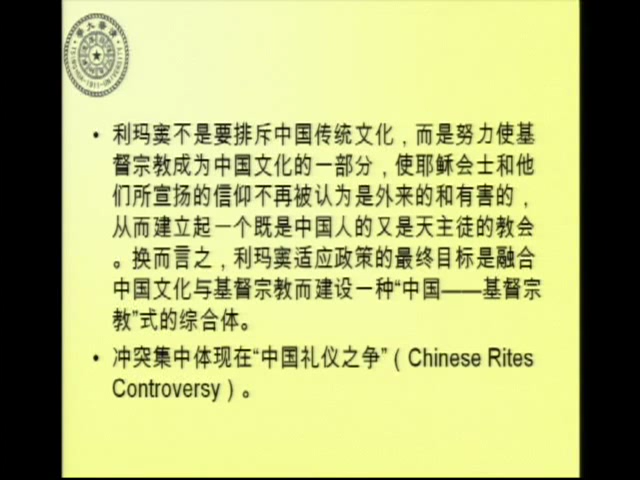 • 利玛窦不是要排斥中国传统文化，而是努力使基
督宗教成为中国文化的一部分，使耶稣会士和他
们所宣扬的信仰不再被认为是外来的和有害的，
从而建立起一个既是中国人的又是天主徒的教会
。换而言之，利玛窦适应政策的最终目标是融合
中国文化与基督宗教而建设一种“中国——基督宗
教”式的综合体。
• 冲突集中体现在“中国礼仪之争”（Chinese Rites
Controversy）。